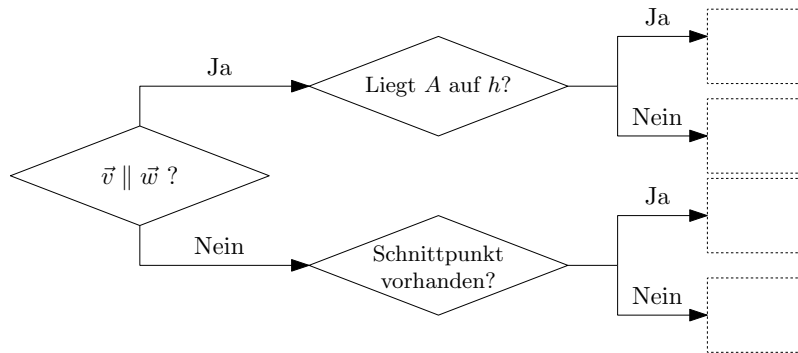 Ja
Ja
Liegt A auf h?
Nein
v⃗ ∥ w⃗ ?
Ja
Nein
Schnittpunkt
vorhanden?
Nein